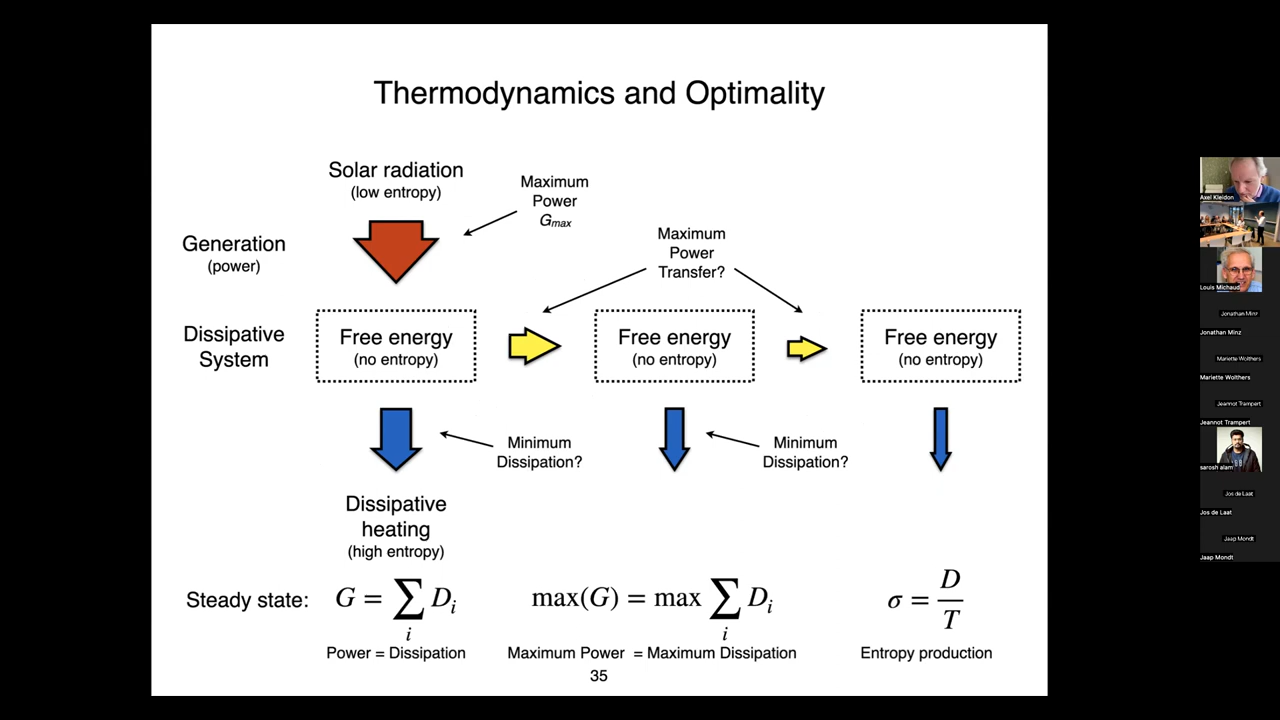 Thermodynamics and Optimality
Solar radiation
(low entropy)
Maximum
Power
Gmax
Generation
(power)
Maximum
Power
Transfer?
Dissipative
System
Free energy
(no entropy)
Free energy
(no entropy)
Free energy
(no entropy)
Minimum
Dissipation?
Minimum
Dissipation?
Dissipative
heating
(high entropy)
Steady state:
G = ∑i Di
max(G) = max ∑i Di
σ = D/T
Power = Dissipation
Maximum Power = Maximum Dissipation
Entropy production
35
Axel Kleidon
Louis Michaud
Jonathan Minz
Jonathan Minz
Mariette Wolthers
Mariette Wolthers
Jeannot Trampert
Jeannot Trampert
sarosh alam
Jos de Laat
Jos de Laat
Jaap Mondt
Jaap Mondt